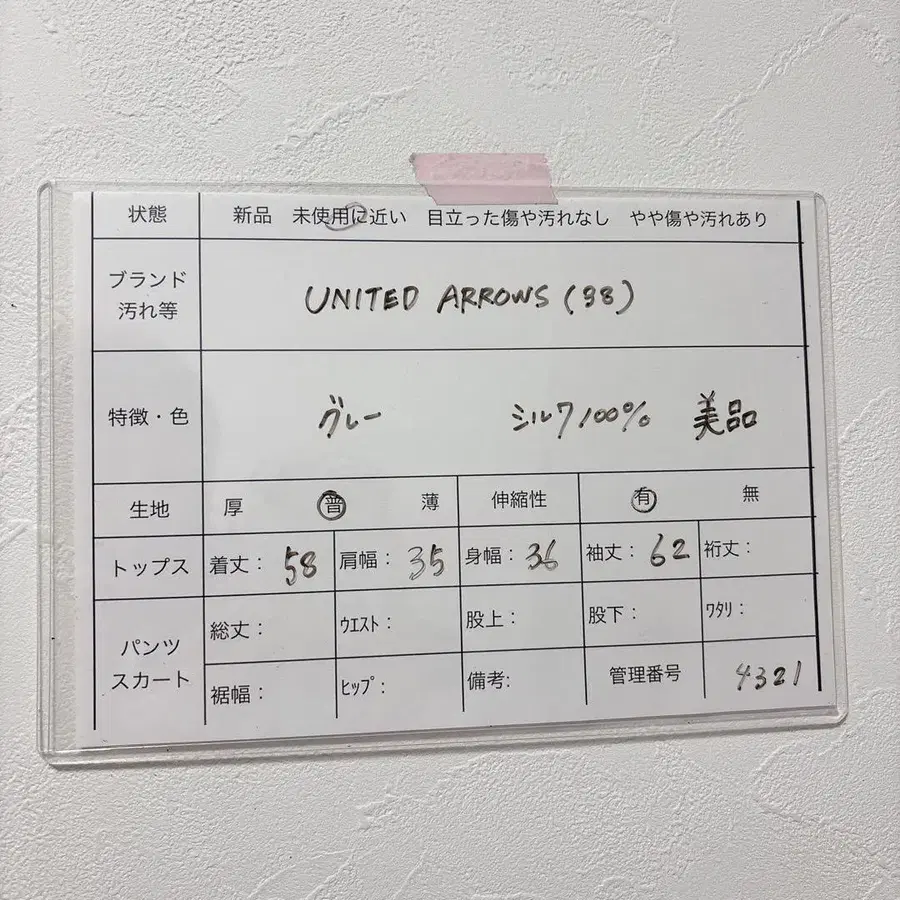 状態 新品 未使用に近い 目立った傷や汚れなし やや傷や汚れあり
ブランド
汚れ等
UNITED ARROWS (38)
特徴・色 グレー シルク100% 美品
生地 厚 普 薄 伸縮性 有 無
トップス 着丈: 58 肩幅: 35 身幅: 36 袖丈: 62 裄丈:
パンツ
スカート
総丈: ウエスト: 股上: 股下: ワタリ:
裾幅: ヒップ: 備考: 管理番号 4321